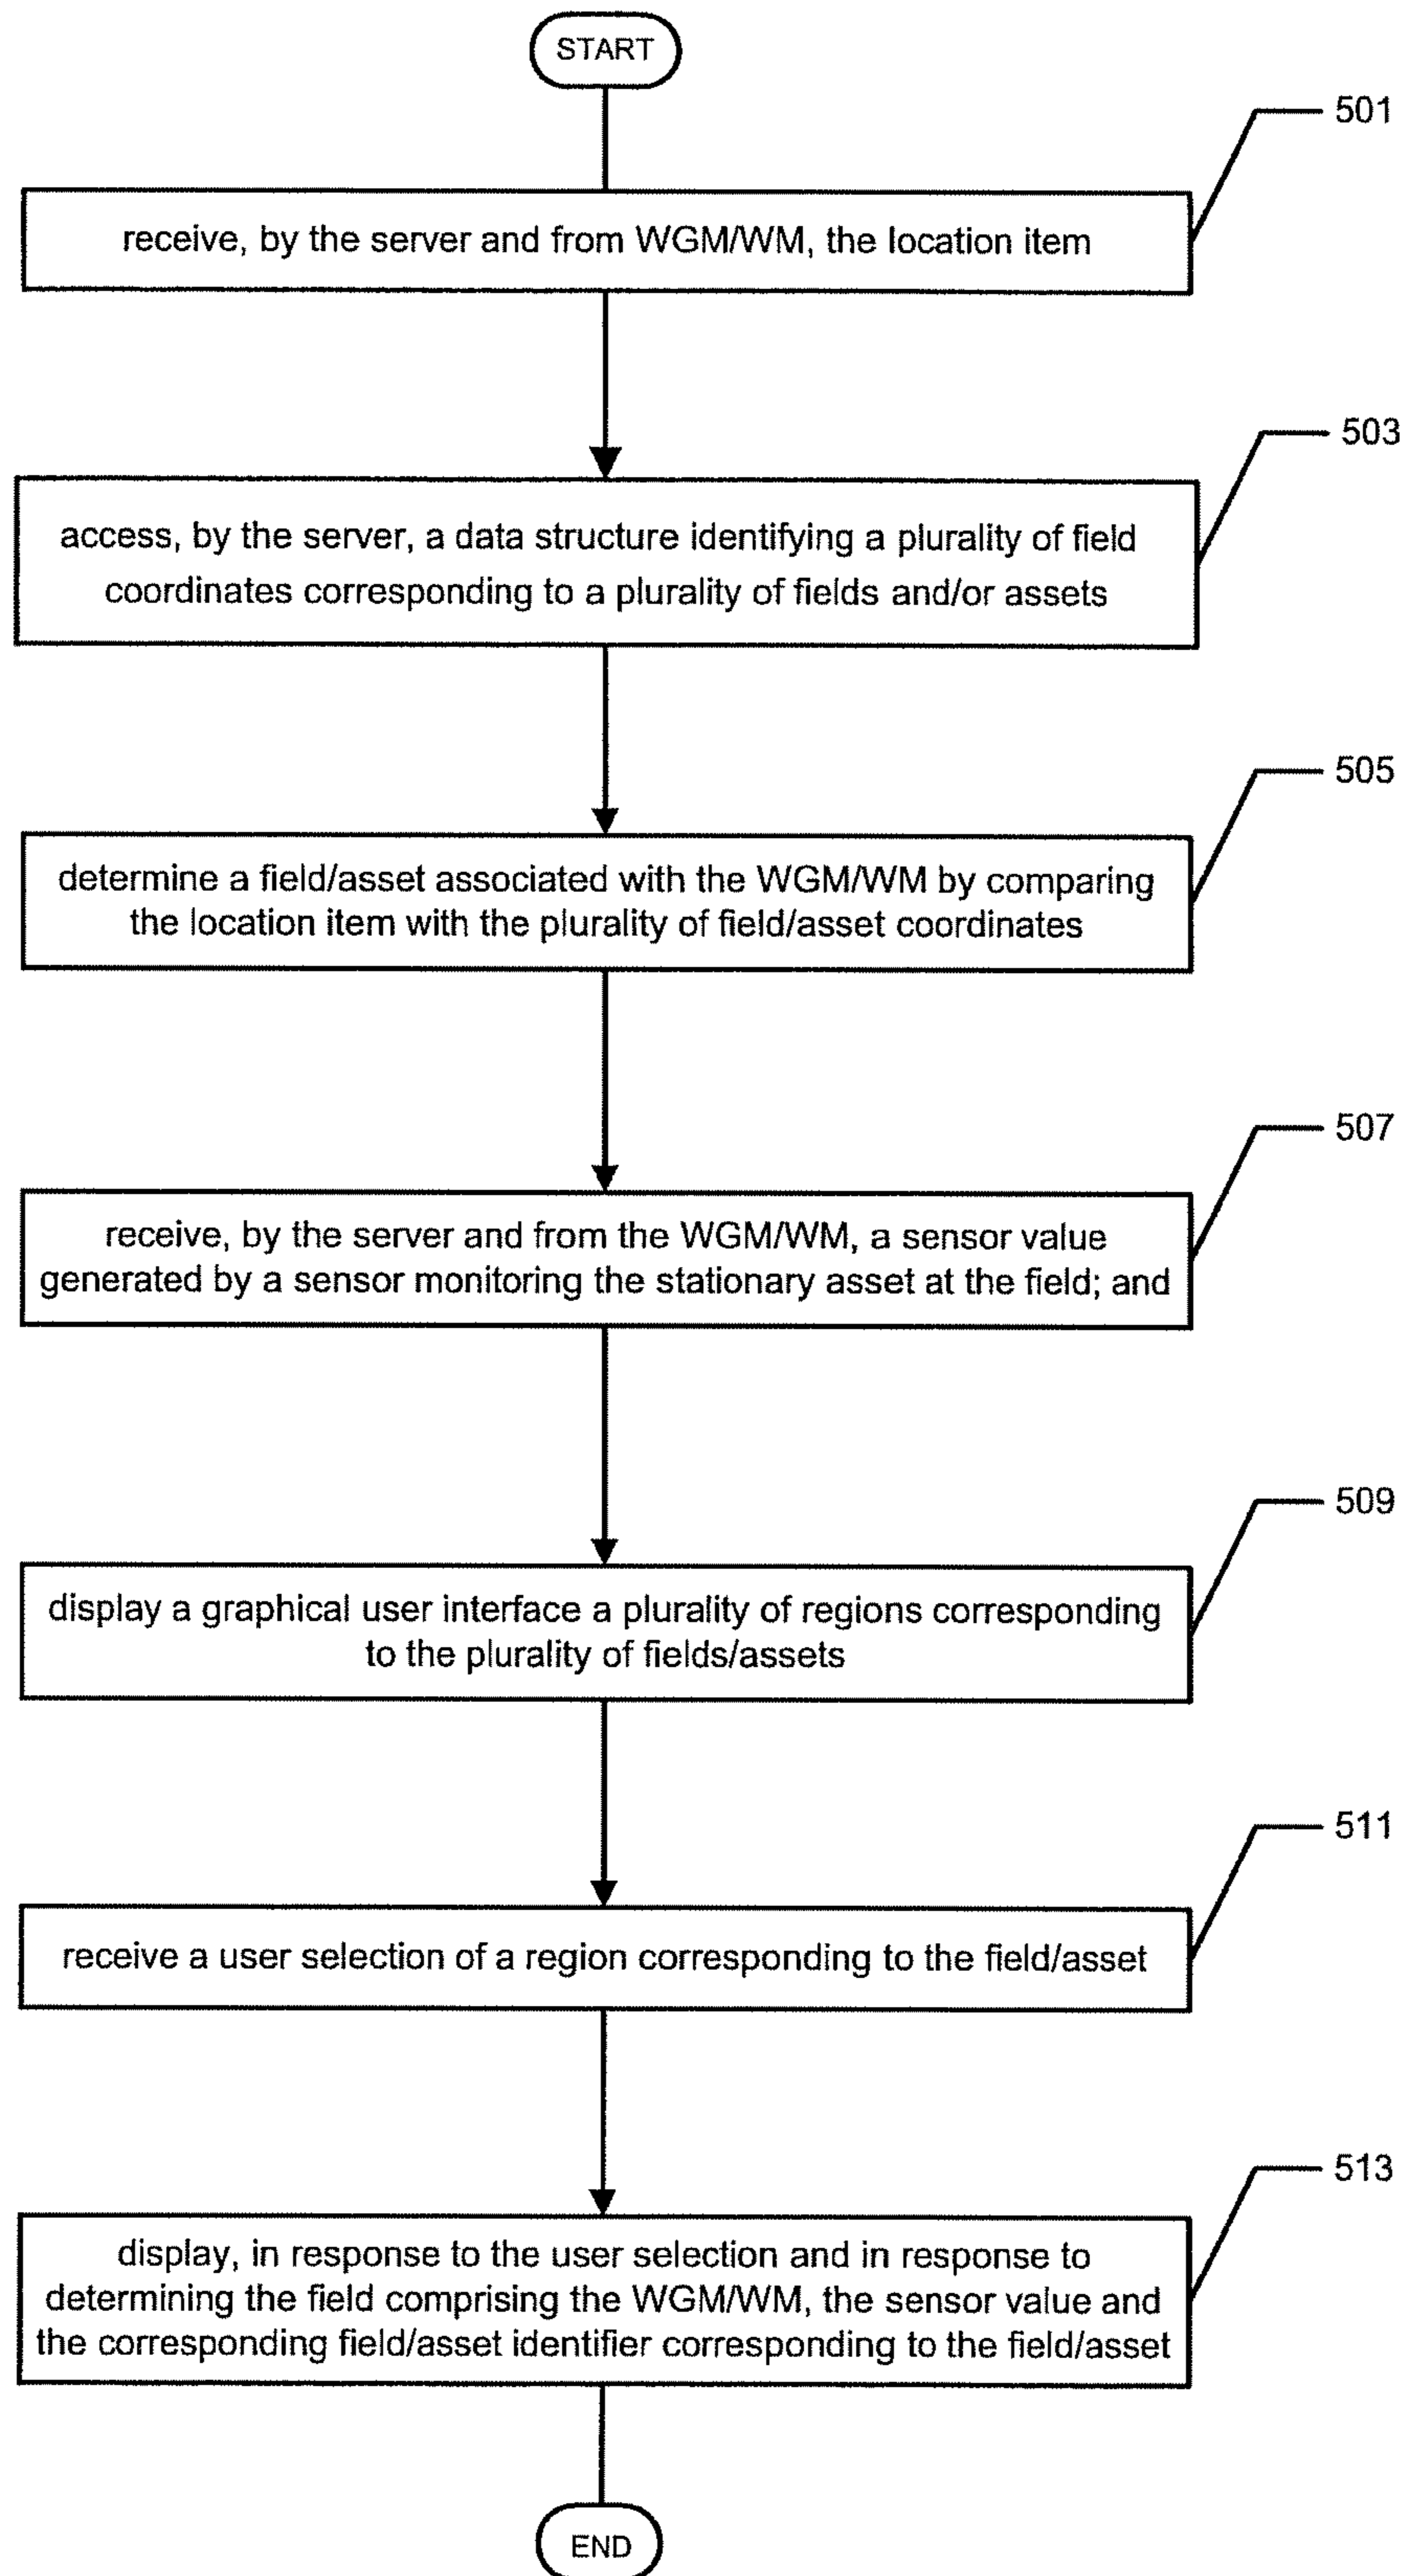 START
501
receive, by the server and from WGM/WM, the location item
503
access, by the server, a data structure identifying a plurality of field
coordinates corresponding to a plurality of fields and/or assets
505
determine a field/asset associated with the WGM/WM by comparing
the location item with the plurality of field/asset coordinates
507
receive, by the server and from the WGM/WM, a sensor value
generated by a sensor monitoring the stationary asset at the field; and
509
display a graphical user interface a plurality of regions corresponding
to the plurality of fields/assets
511
receive a user selection of a region corresponding to the field/asset
513
display, in response to the user selection and in response to
determining the field comprising the WGM/WM, the sensor value and
the corresponding field/asset identifier corresponding to the field/asset
END